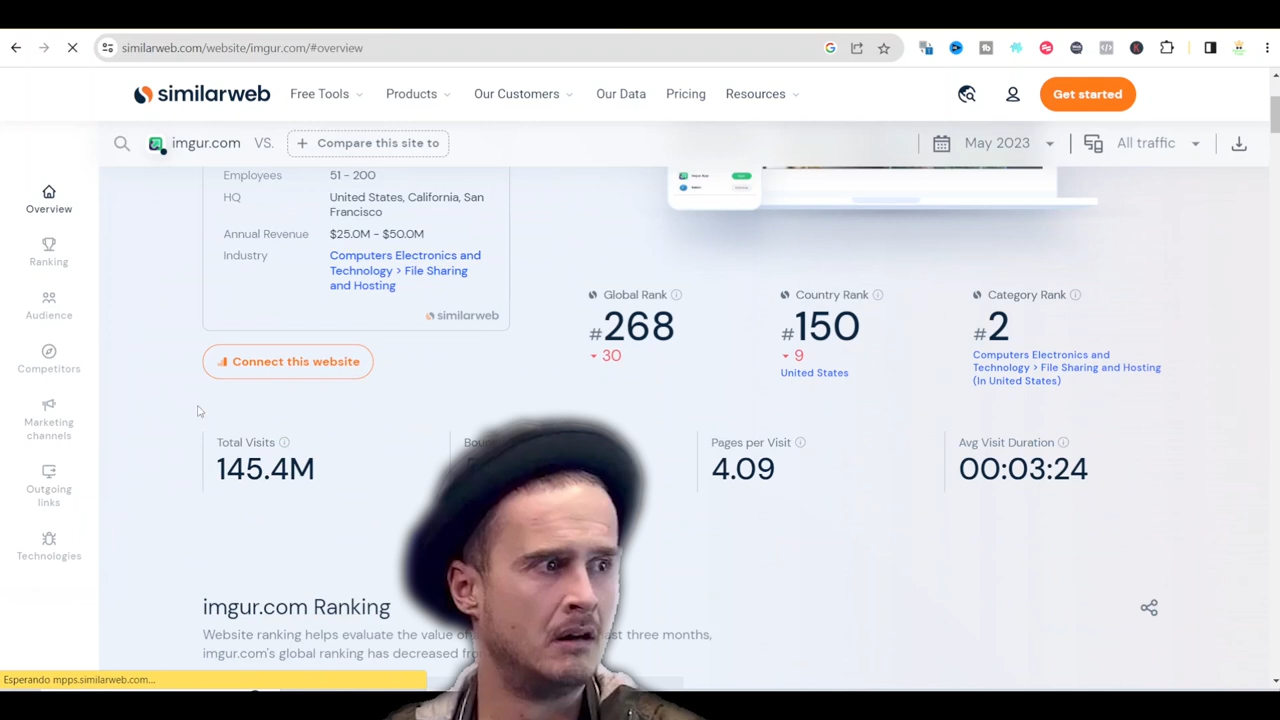 similarweb.com/website/imgur.com/#overview
similarweb
Free Tools
Products
Our Customers
Our Data
Pricing
Resources
Get started
imgur.com
VS.
+ Compare this site to
May 2023
All traffic
Overview
Ranking
Audience
Competitors
Marketing
channels
Outgoing
links
Technologies
Employees
51 - 200
HQ
United States, California, San
Francisco
Annual Revenue
$25.0M - $50.0M
Industry
Computers Electronics and
Technology > File Sharing
and Hosting
similarweb
Connect this website
Global Rank
#268
30
Country Rank
#150
9
United States
Category Rank
#2
Computers Electronics and
Technology > File Sharing and Hosting
(In United States)
Total Visits
145.4M
Pages per Visit
4.09
Avg Visit Duration
00:03:24
imgur.com Ranking
Website ranking helps evaluate the value of
ast three months,
imgur.com's global ranking has decreased
Esperando mpps.similarweb.com...